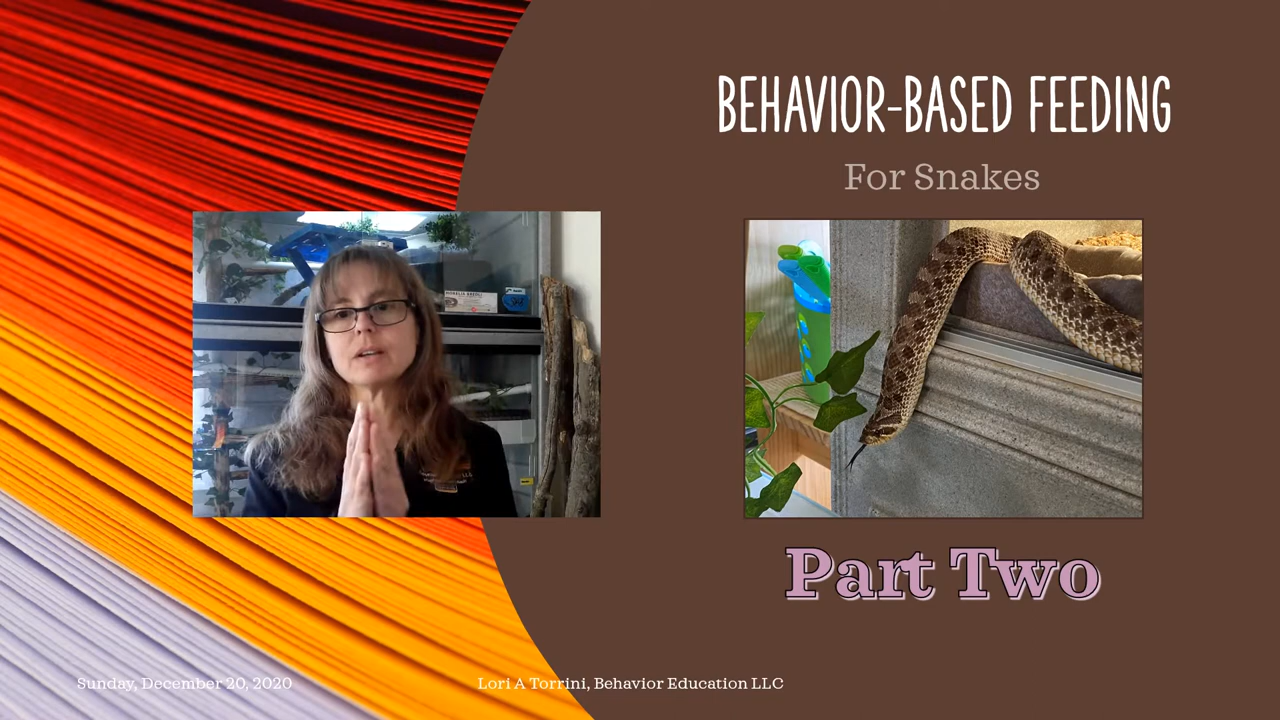 BEHAVIOR-BASED FEEDING
For Snakes
Part Two
Sunday, December 20, 2020
Lori A Torrini, Behavior Education LLC